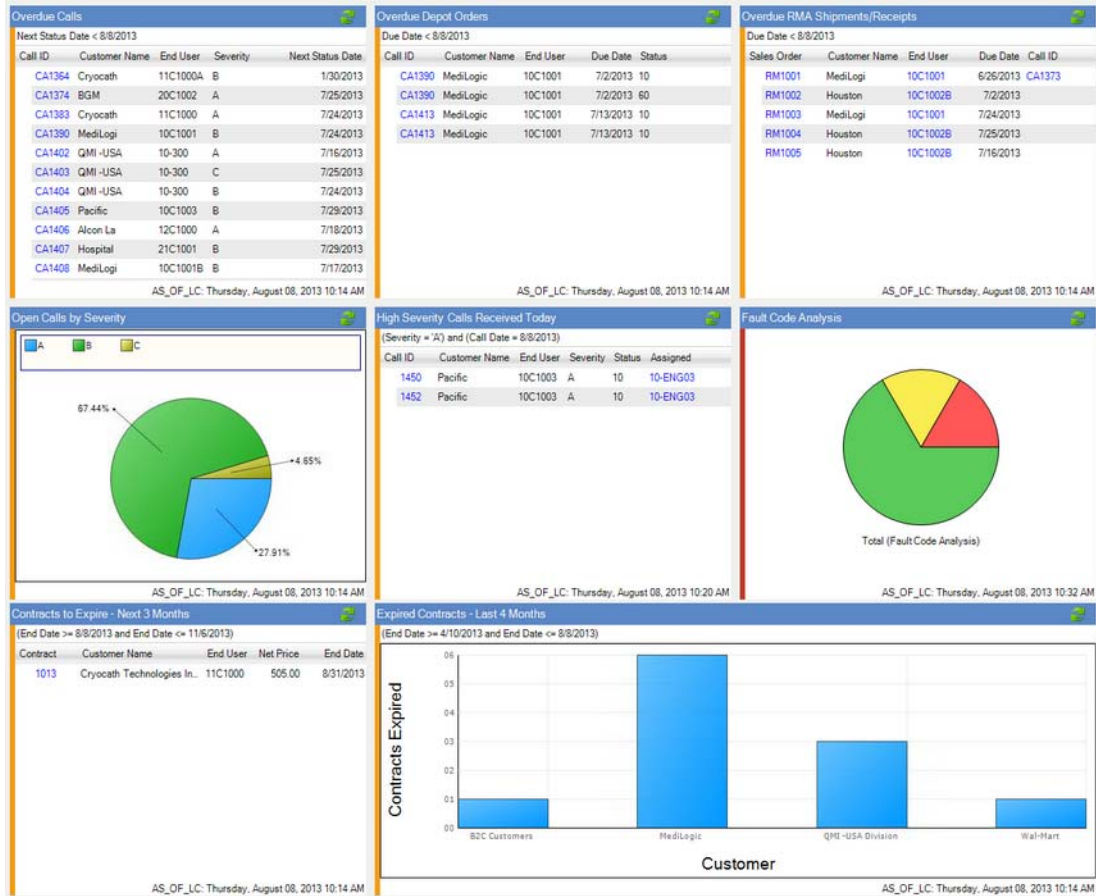 Overdue Calls
Next Status Date < 8/8/2013
Call ID Customer Name End User Severity Next Status Date
CA1364 Cryocath 11C1000A B 1/30/2013
CA1374 BGM 20C1002 A 7/25/2013
CA1383 Cryocath 11C1000 A 7/24/2013
CA1390 MediLogi 10C1001 B 7/24/2013
CA1402 QMI -USA 10-300 A 7/16/2013
CA1403 QMI -USA 10-300 C 7/25/2013
CA1404 QMI -USA 10-300 B 7/24/2013
CA1405 Pacific 10C1003 B 7/29/2013
CA1406 Alcon La 12C1000 A 7/18/2013
CA1407 Hospital 21C1001 B 7/29/2013
CA1408 MediLogi 10C1001B B 7/17/2013
AS_OF_LC: Thursday, August 08, 2013 10:14 AM
Overdue Depot Orders
Due Date < 8/8/2013
Call ID Customer Name End User Due Date Status
CA1390 MediLogic 10C1001 7/2/2013 10
CA1390 MediLogic 10C1001 7/2/2013 60
CA1413 MediLogic 10C1001 7/13/2013 10
CA1413 MediLogic 10C1001 7/13/2013 10
AS_OF_LC: Thursday, August 08, 2013 10:14 AM
Overdue RMA Shipments/Receipts
Due Date < 8/8/2013
Sales Order Customer Name End User Due Date Call ID
RM1001 MediLogi 10C1001 6/26/2013 CA1373
RM1002 Houston 10C1002B 7/2/2013
RM1003 MediLogi 10C1001 7/24/2013
RM1004 Houston 10C1002B 7/25/2013
RM1005 Houston 10C1002B 7/16/2013
AS_OF_LC: Thursday, August 08, 2013 10:14 AM
Open Calls by Severity
A B C
67.44%
4.65%
27.91%
AS_OF_LC: Thursday, August 08, 2013 10:14 AM
High Severity Calls Received Today
(Severity = 'A') and (Call Date = 8/8/2013)
Call ID Customer Name End User Severity Status Assigned
1450 Pacific 10C1003 A 10 10-ENG03
1452 Pacific 10C1003 A 10 10-ENG03
AS_OF_LC: Thursday, August 08, 2013 10:20 AM
Fault Code Analysis
Total (Fault Code Analysis)
AS_OF_LC: Thursday, August 08, 2013 10:32 AM
Contracts to Expire - Next 3 Months
(End Date >= 8/8/2013 and End Date <= 11/6/2013)
Contract Customer Name End User Net Price End Date
1013 Cryocath Technologies In.. 11C1000 505.00 8/31/2013
AS_OF_LC: Thursday, August 08, 2013 10:14 AM
Expired Contracts - Last 4 Months
(End Date >= 4/10/2013 and End Date <= 8/8/2013)
Contracts Expired
06
05
04
03
02
01
00
B2C Customers MediLogic QMI -USA Division Wal-Mart
Customer
AS_OF_LC: Thursday, August 08, 2013 10:14 AM